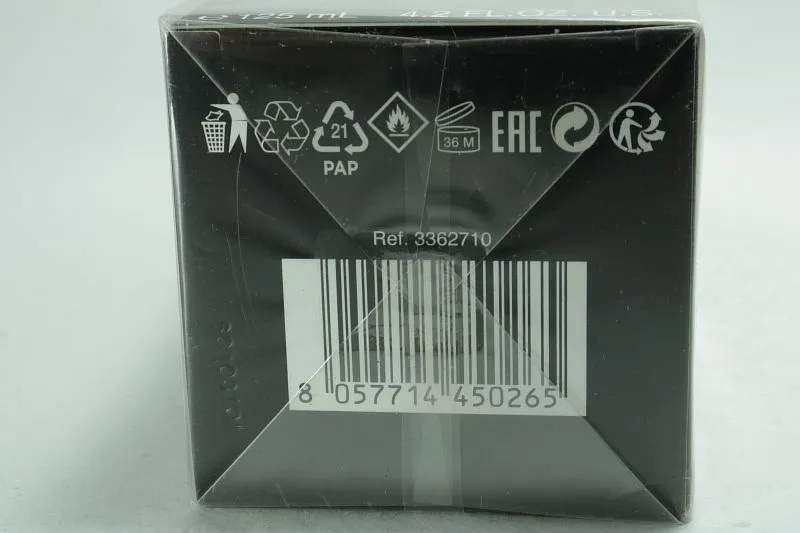 ℮ 125 mL 4.2 FL. OZ. U.S.
21
PAP
36 M
EAC
Ref. 3362710
8 057714 450265